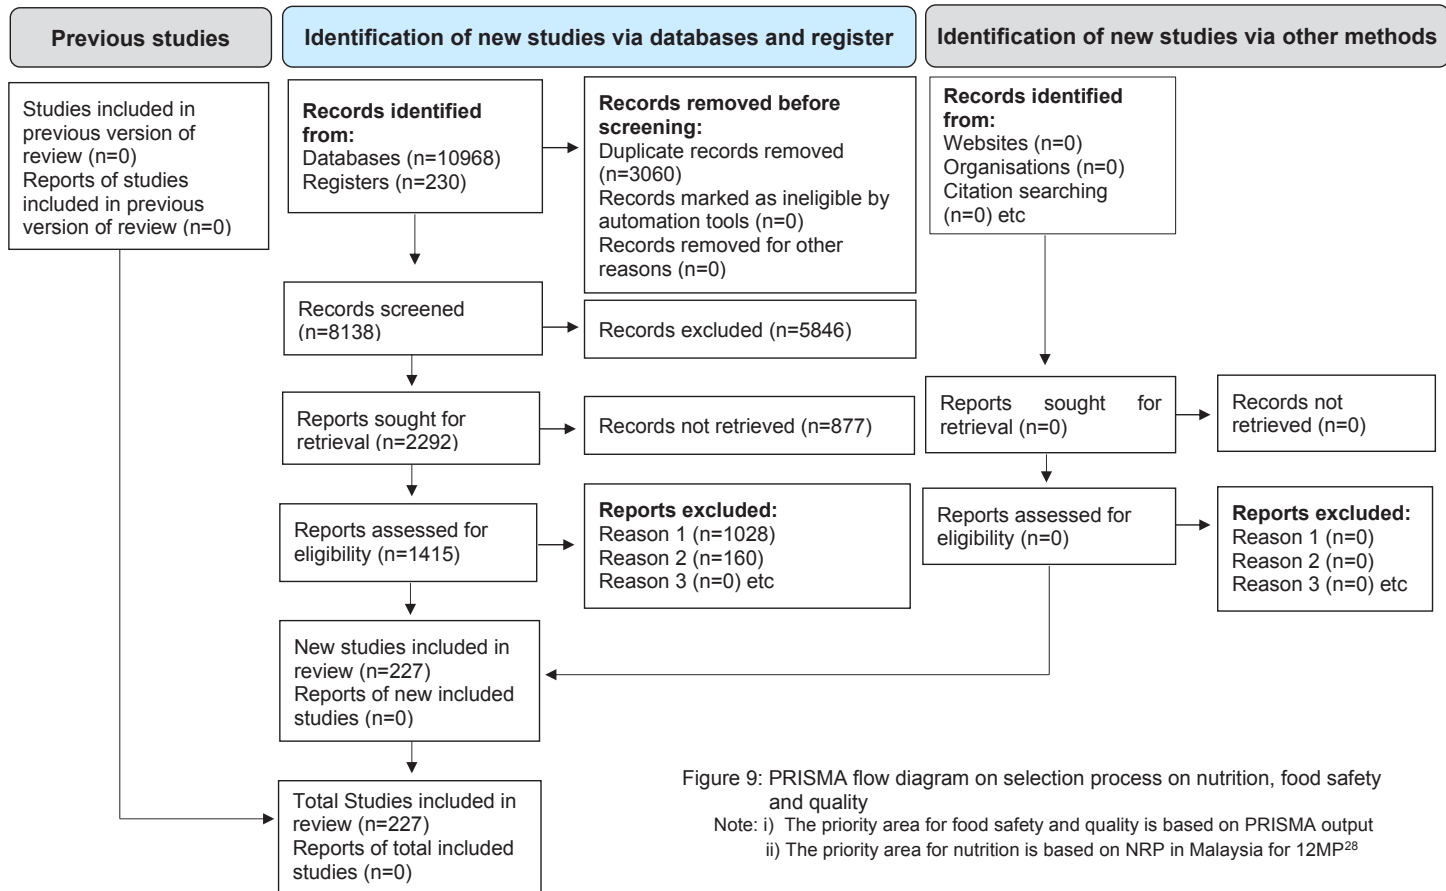 Previous studies
Identification of new studies via databases and register
Identification of new studies via other methods
Studies included in
previous version of
review (n=0)
Reports of studies
included in previous
version of review (n=0)
Records identified
from:
Databases (n=10968)
Registers (n=230)
Records removed before
screening:
Duplicate records removed
(n=3060)
Records marked as ineligible by
automation tools (n=0)
Records removed for other
reasons (n=0)
Records identified
from:
Websites (n=0)
Organisations (n=0)
Citation searching
(n=0) etc
Records screened
(n=8138)
Records excluded (n=5846)
Reports sought for
retrieval (n=2292)
Records not retrieved (n=877)
Reports sought for
retrieval (n=0)
Records not
retrieved (n=0)
Reports assessed for
eligibility (n=1415)
Reports excluded:
Reason 1 (n=1028)
Reason 2 (n=160)
Reason 3 (n=0) etc
Reports assessed for
eligibility (n=0)
Reports excluded:
Reason 1 (n=0)
Reason 2 (n=0)
Reason 3 (n=0) etc
New studies included in
review (n=227)
Reports of new included
studies (n=0)
Total Studies included in
review (n=227)
Reports of total included
studies (n=0)
Figure 9: PRISMA flow diagram on selection process on nutrition, food safety
and quality
Note: i) The priority area for food safety and quality is based on PRISMA output
ii) The priority area for nutrition is based on NRP in Malaysia for 12MP28